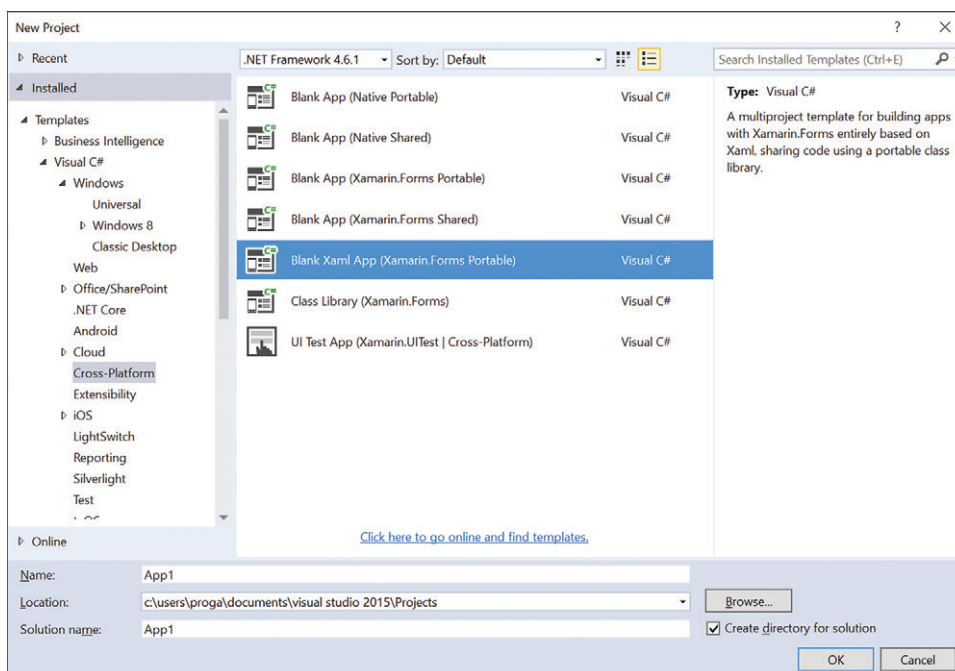 New Project
?
Recent
.NET Framework 4.6.1 Sort by: Default
Search Installed Templates (Ctrl+E)
Installed
Templates
Business Intelligence
Visual C#
Windows
Universal
Windows 8
Classic Desktop
Web
Office/SharePoint
.NET Core
Android
Cloud
Cross-Platform
Extensibility
iOS
LightSwitch
Reporting
Silverlight
Test
Online
C# Blank App (Native Portable) Visual C#
C# Blank App (Native Shared) Visual C#
C# Blank App (Xamarin.Forms Portable) Visual C#
C# Blank App (Xamarin.Forms Shared) Visual C#
C# Blank Xaml App (Xamarin.Forms Portable) Visual C#
C# Class Library (Xamarin.Forms) Visual C#
UI Test App (Xamarin.UITest | Cross-Platform) Visual C#
Click here to go online and find templates.
Type: Visual C#
A multiproject template for building apps
with Xamarin.Forms entirely based on
Xaml, sharing code using a portable class
library.
Name: App1
Location: c:\users\proga\documents\visual studio 2015\Projects
Browse...
Solution name: App1
Create directory for solution
OK Cancel